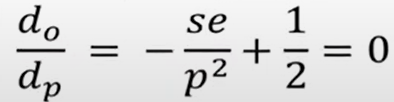 d_o/d_p = − se/p² + 1/2 = 0